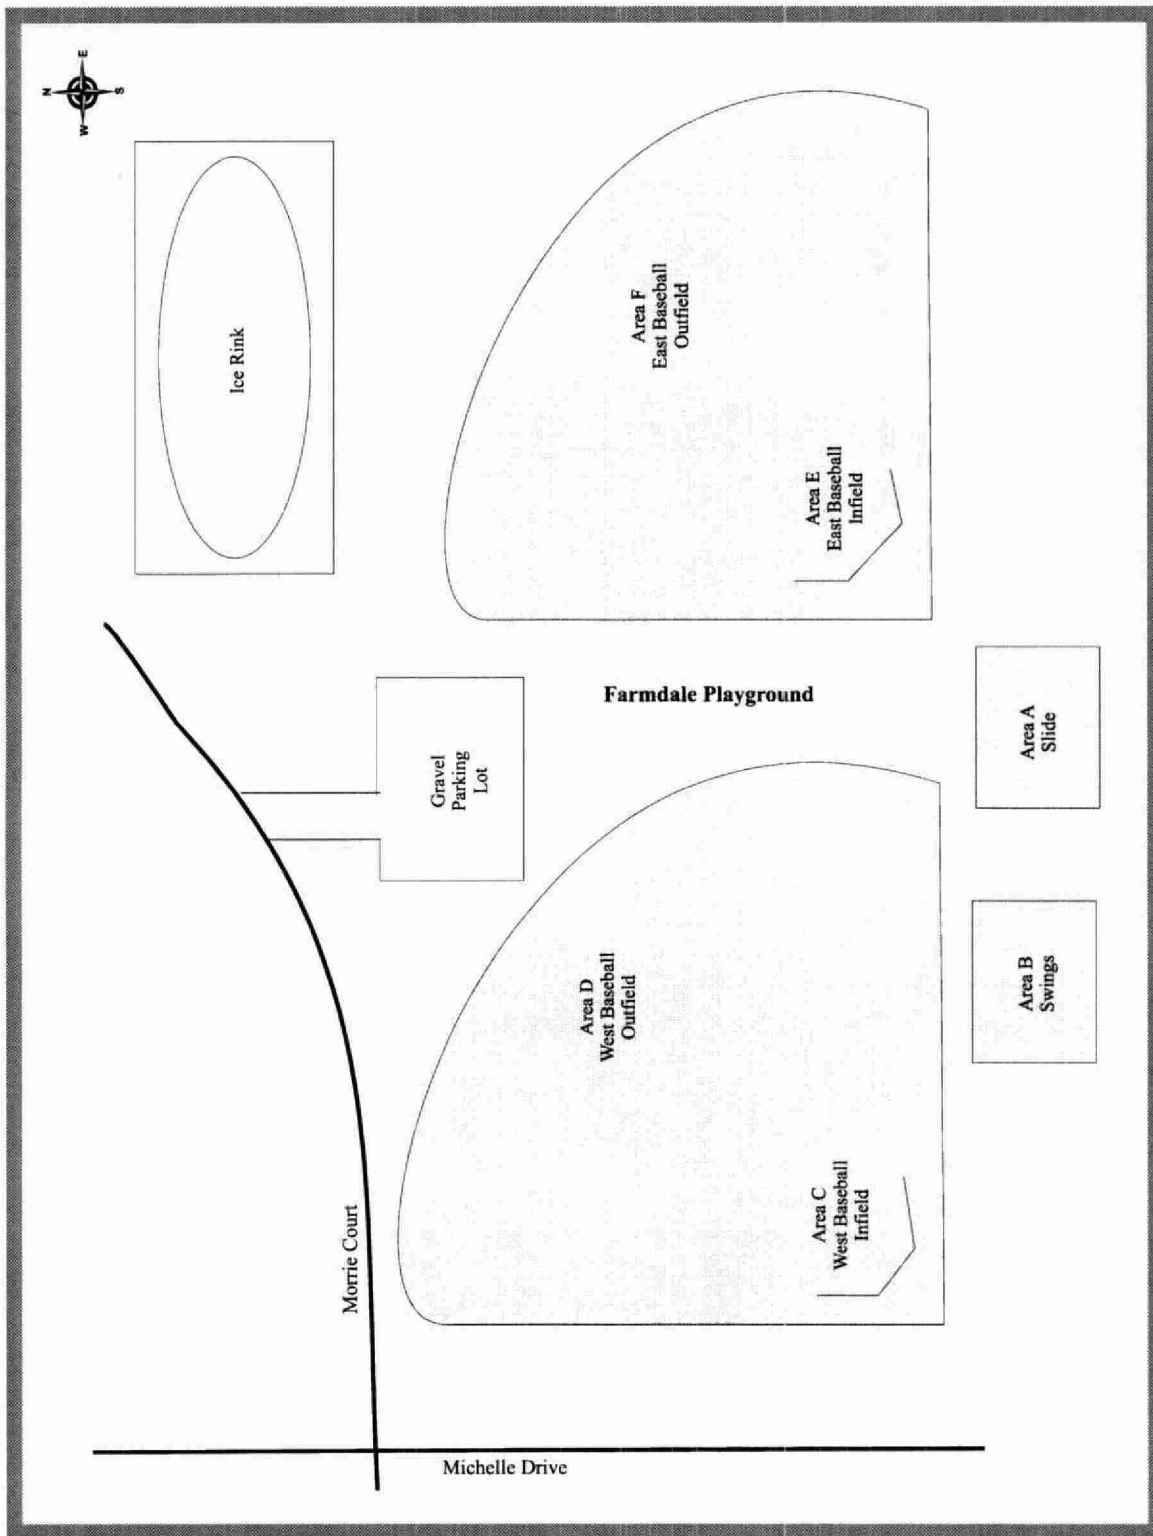 N
E
S
W
Ice Rink
Area F
East Baseball
Outfield
Area E
East Baseball
Infield
Farmdale Playground
Gravel
Parking
Lot
Area A
Slide
Area D
West Baseball
Outfield
Area B
Swings
Area C
West Baseball
Infield
Morrie Court
Michelle Drive